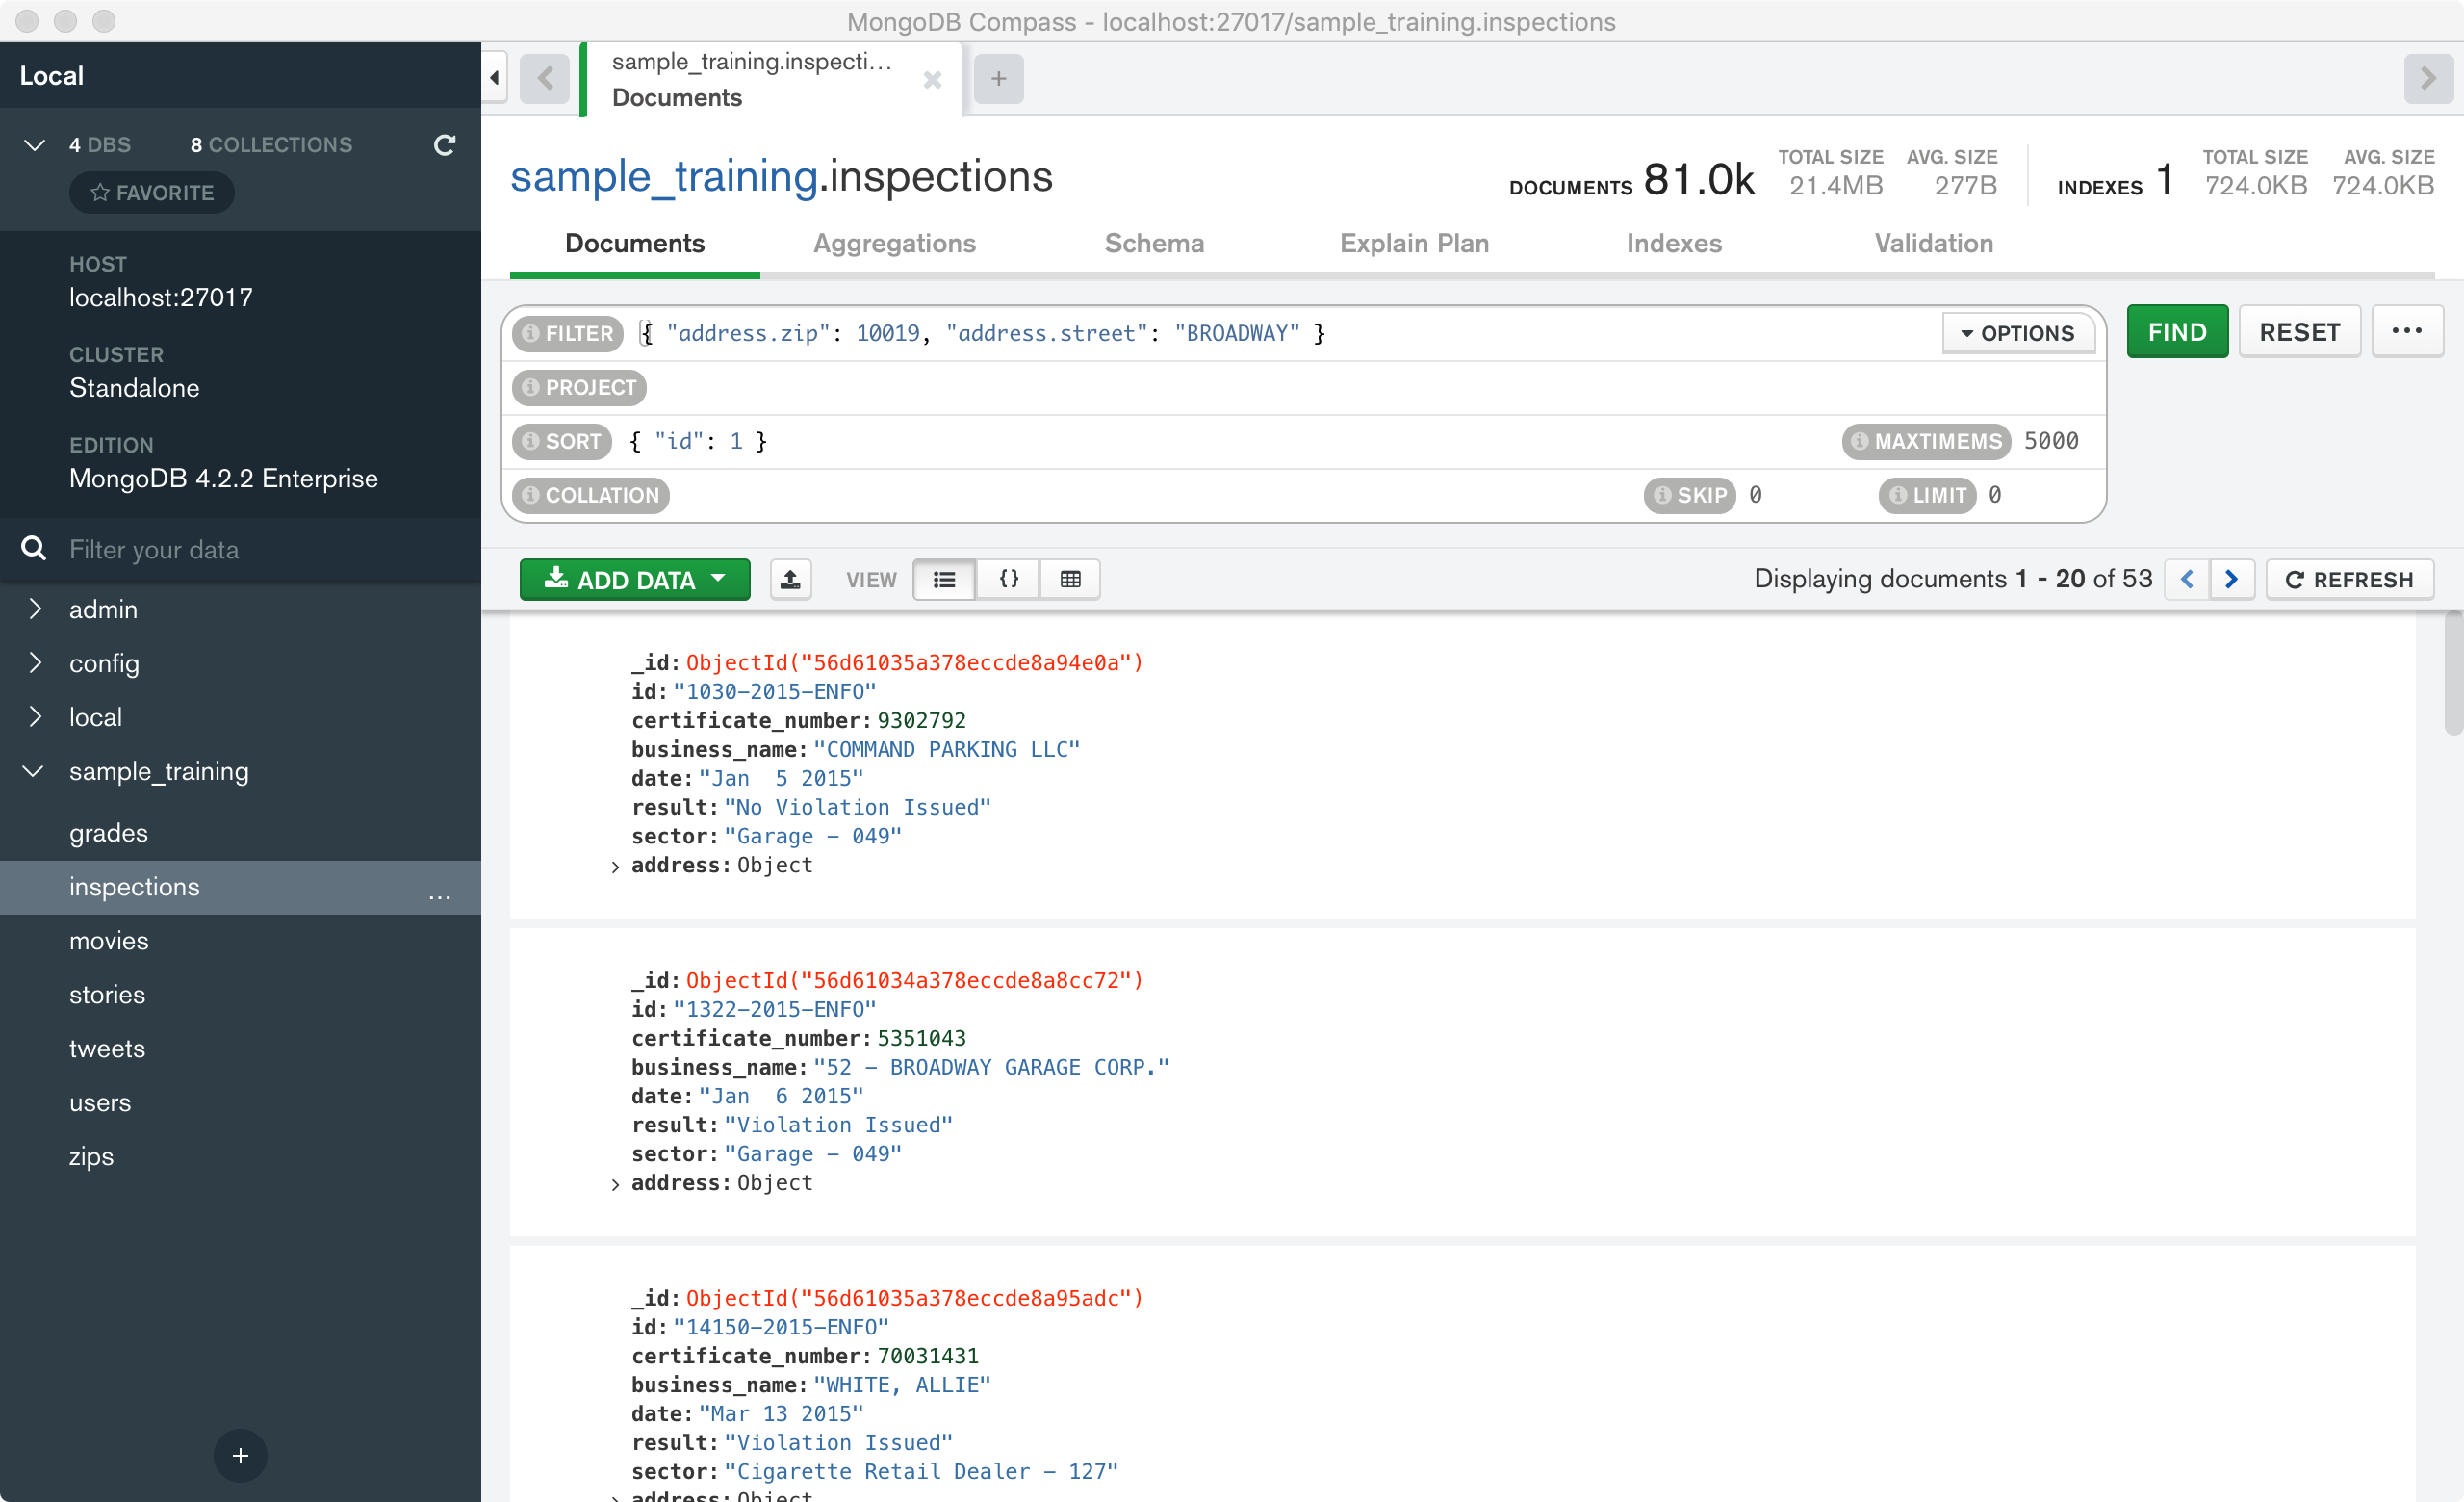 MongoDB Compass - localhost:27017/sample_training.inspections
Local
4 DBS 8 COLLECTIONS
FAVORITE
HOST
localhost:27017
CLUSTER
Standalone
EDITION
MongoDB 4.2.2 Enterprise
Filter your data
admin
config
local
sample_training
grades
inspections ...
movies
stories
tweets
users
zips
+
sample_training.inspecti...
Documents
+
sample_training.inspections
DOCUMENTS 81.0k
TOTAL SIZE AVG. SIZE
21.4MB 277B
INDEXES 1
TOTAL SIZE AVG. SIZE
724.0KB 724.0KB
Documents Aggregations Schema Explain Plan Indexes Validation
FILTER { "address.zip": 10019, "address.street": "BROADWAY" } OPTIONS FIND RESET ...
PROJECT
SORT { "id": 1 } MAXTIMEMS 5000
COLLATION SKIP 0 LIMIT 0
ADD DATA VIEW {} Displaying documents 1 - 20 of 53 REFRESH
_id: ObjectId("56d61035a378eccde8a94e0a")
id: "1030-2015-ENFO"
certificate_number: 9302792
business_name: "COMMAND PARKING LLC"
date: "Jan  5 2015"
result: "No Violation Issued"
sector: "Garage - 049"
> address: Object
_id: ObjectId("56d61034a378eccde8a8cc72")
id: "1322-2015-ENFO"
certificate_number: 5351043
business_name: "52 - BROADWAY GARAGE CORP."
date: "Jan  6 2015"
result: "Violation Issued"
sector: "Garage - 049"
> address: Object
_id: ObjectId("56d61035a378eccde8a95adc")
id: "14150-2015-ENFO"
certificate_number: 70031431
business_name: "WHITE, ALLIE"
date: "Mar 13 2015"
result: "Violation Issued"
sector: "Cigarette Retail Dealer - 127"
> address: Object